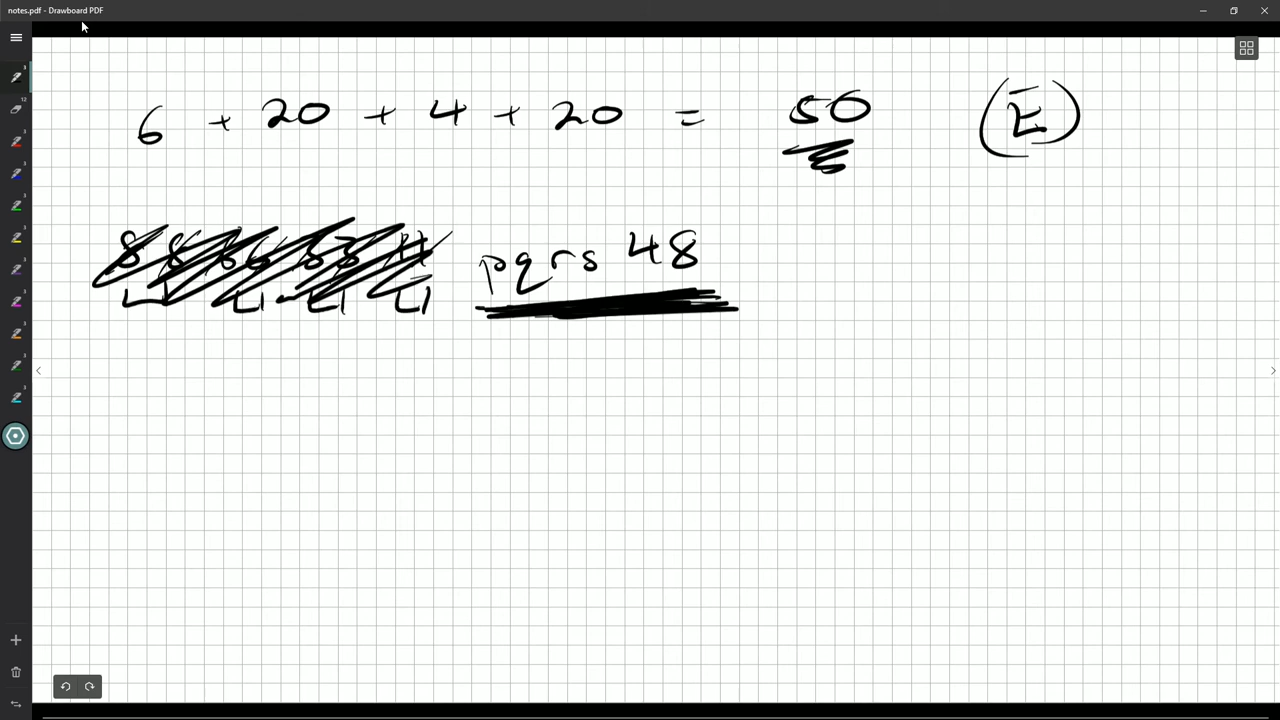 notes.pdf - Drawboard PDF
6 + 20 + 4 + 20 = 50 (E)
pqrs 48